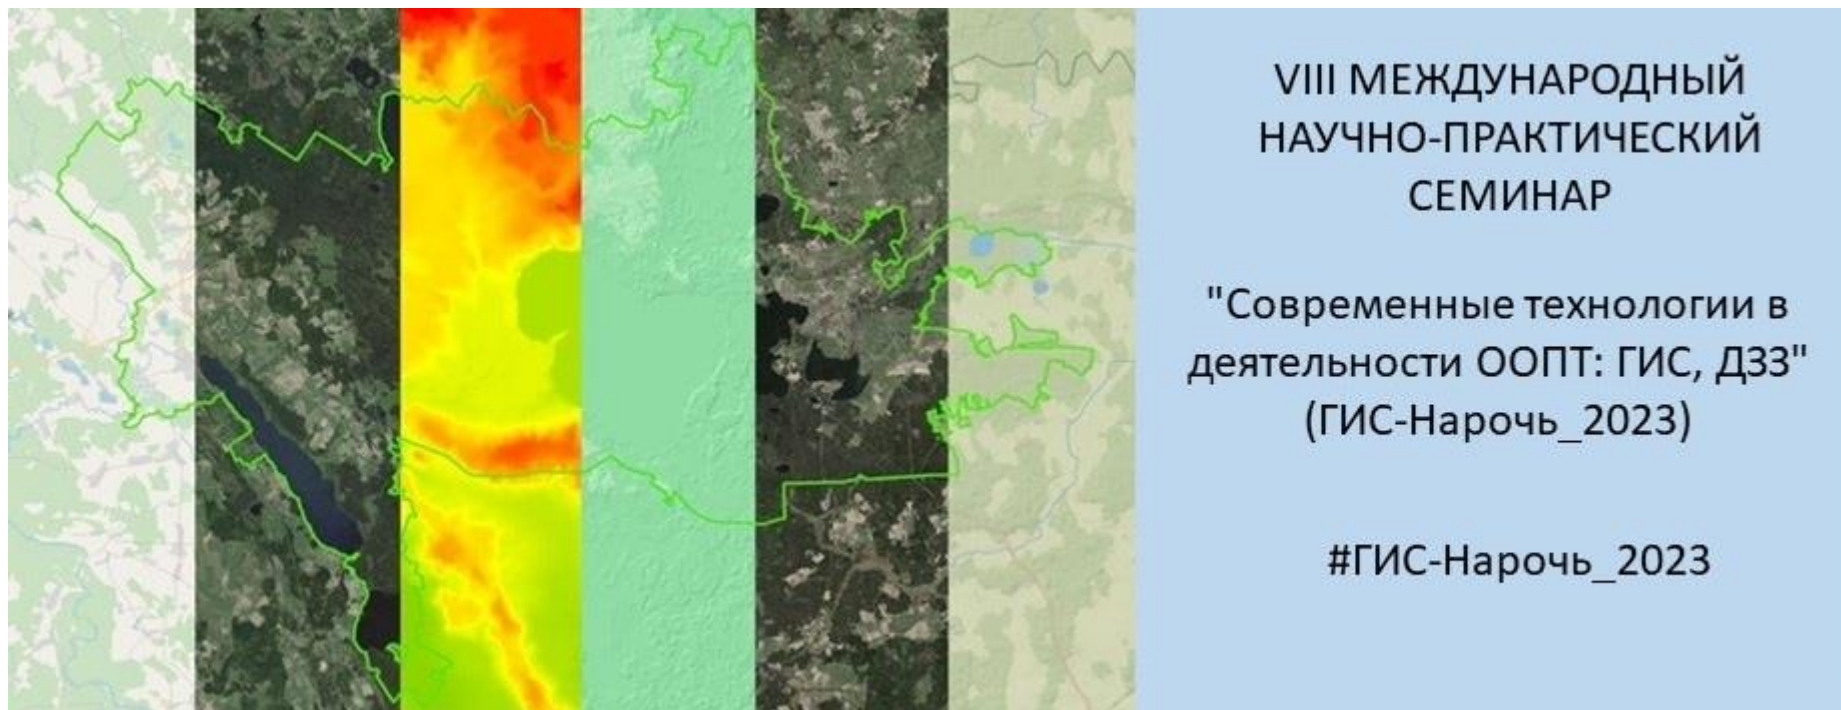 VIII МЕЖДУНАРОДНЫЙ
НАУЧНО-ПРАКТИЧЕСКИЙ
СЕМИНАР
"Современные технологии в
деятельности ООПТ: ГИС, ДЗЗ"
(ГИС-Нарочь_2023)
#ГИС-Нарочь_2023